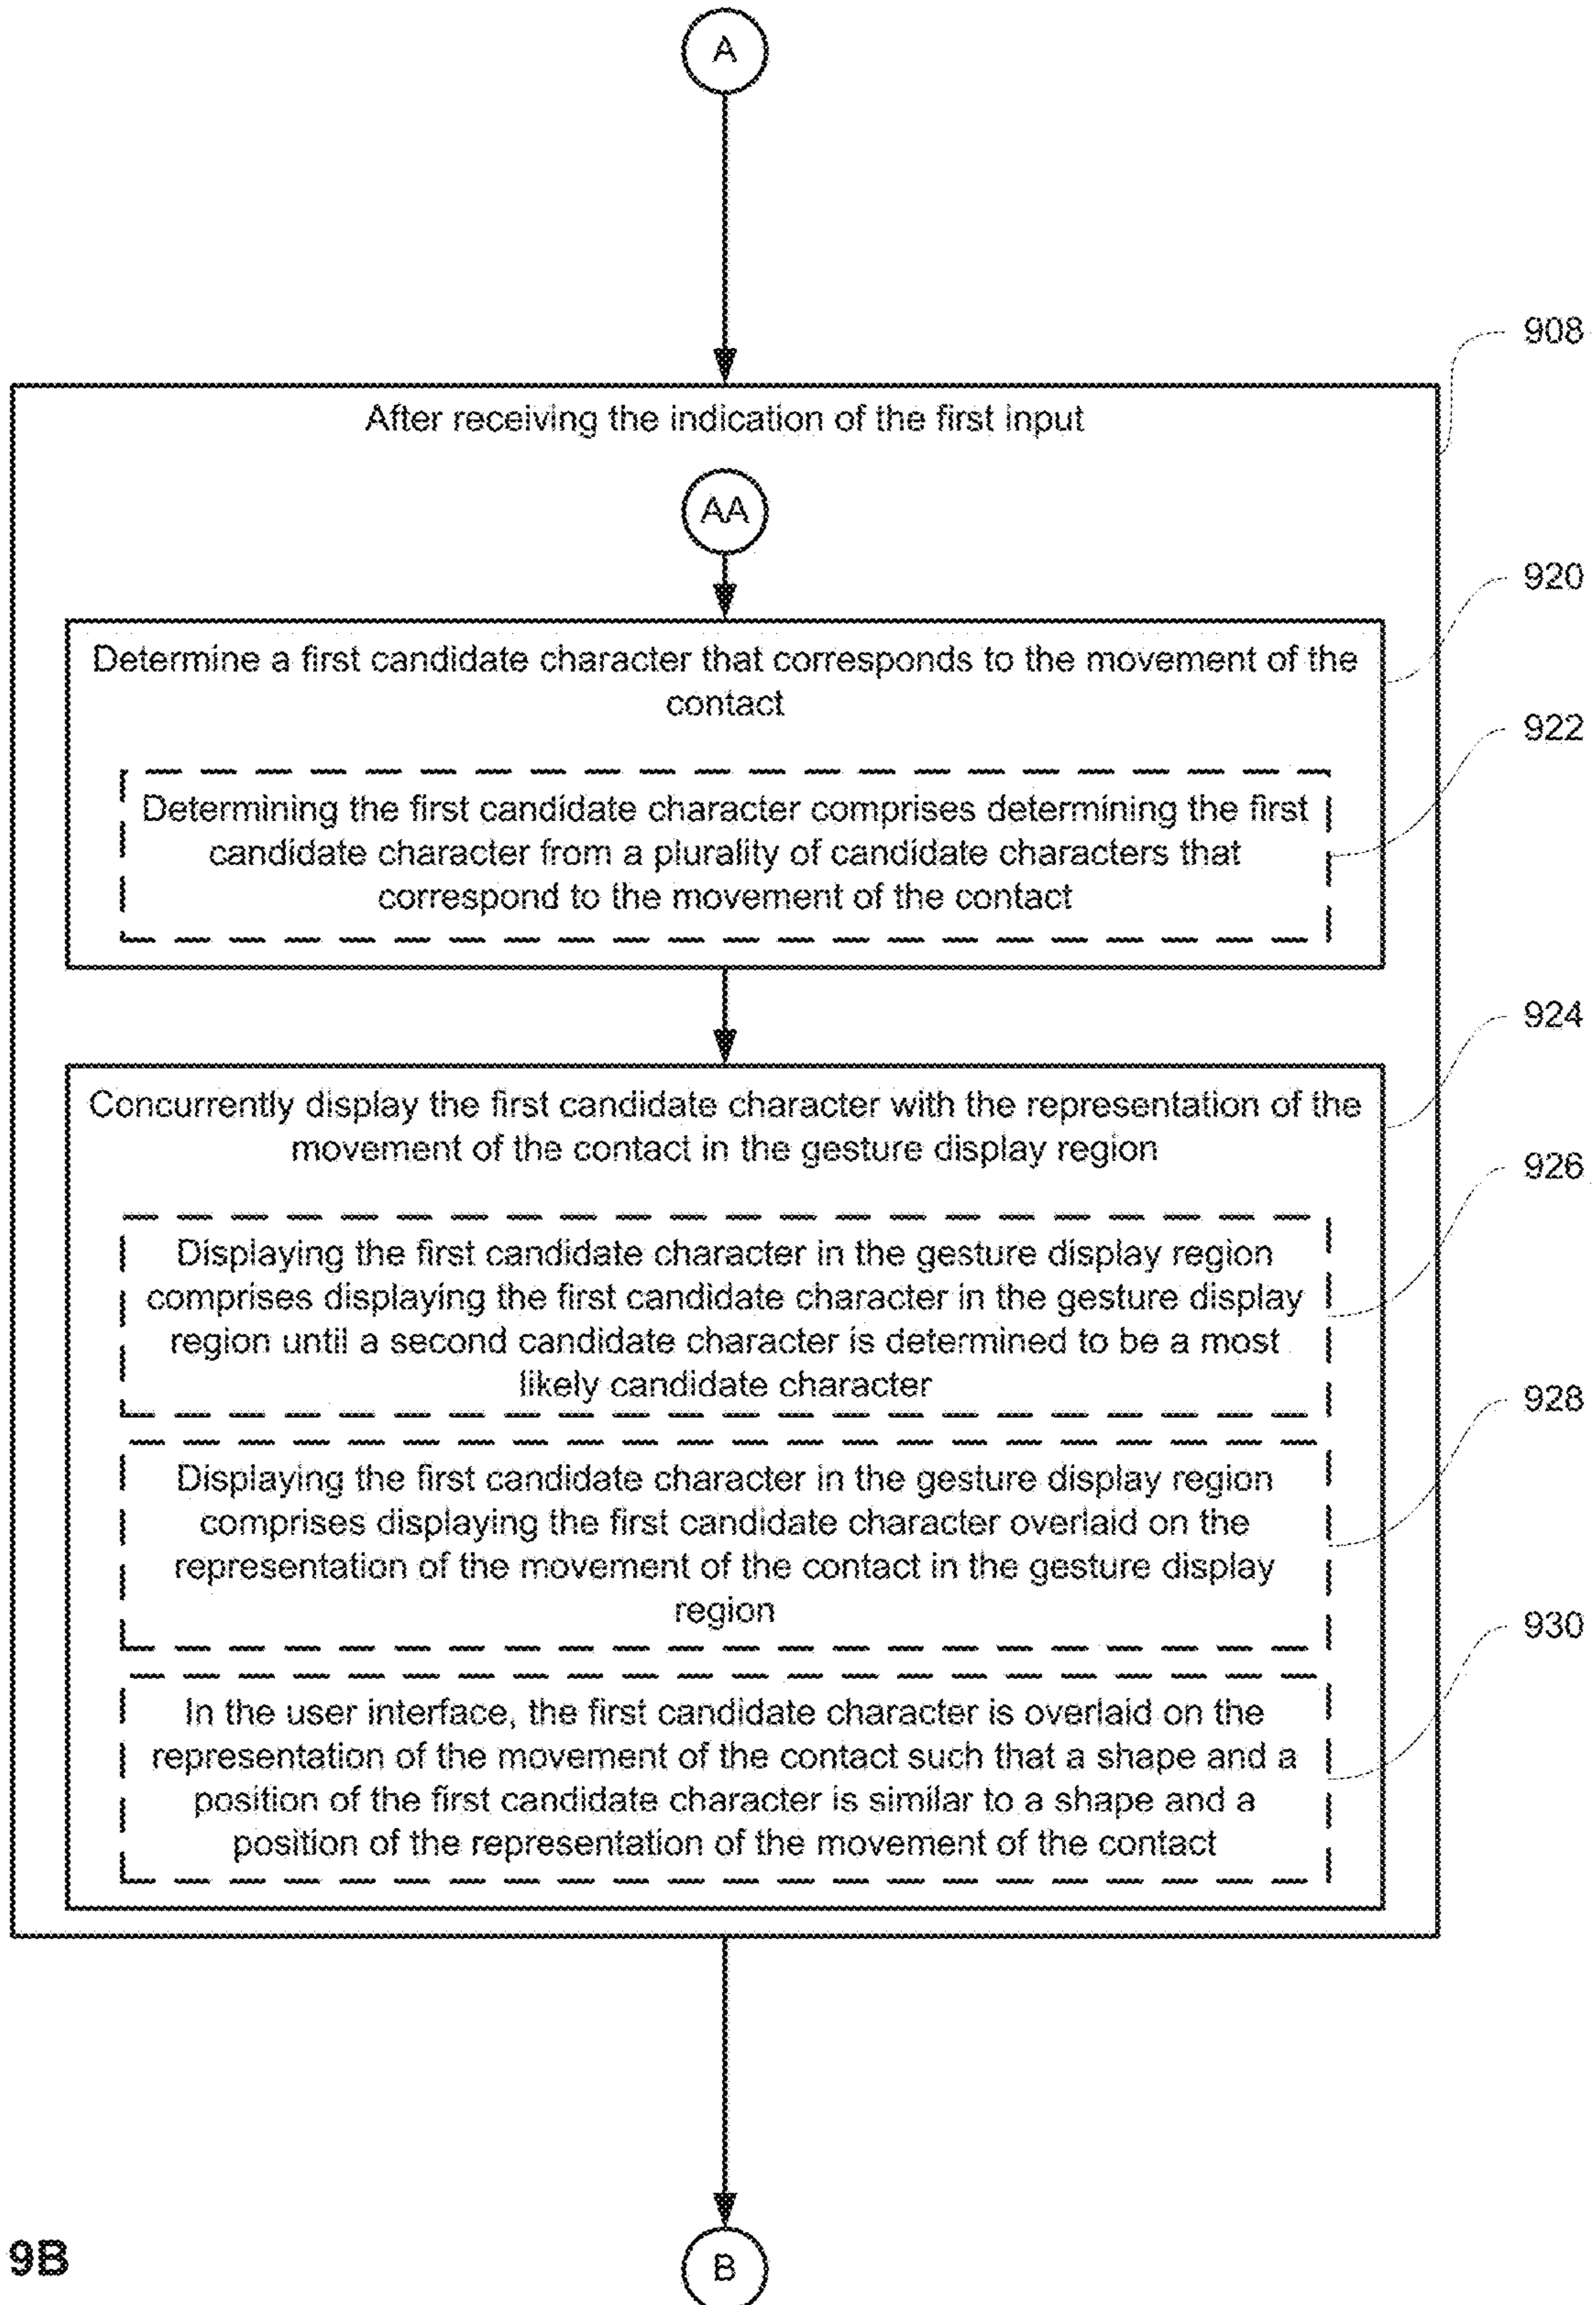 A
908
After receiving the indication of the first input
AA
920
Determine a first candidate character that corresponds to the movement of the
contact
922
Determining the first candidate character comprises determining the first
candidate character from a plurality of candidate characters that
correspond to the movement of the contact
924
Concurrently display the first candidate character with the representation of the
movement of the contact in the gesture display region
926
Displaying the first candidate character in the gesture display region
comprises displaying the first candidate character in the gesture display
region until a second candidate character is determined to be a most
likely candidate character
928
Displaying the first candidate character in the gesture display region
comprises displaying the first candidate character overlaid on the
representation of the movement of the contact in the gesture display
region
930
In the user interface, the first candidate character is overlaid on the
representation of the movement of the contact such that a shape and a
position of the first candidate character is similar to a shape and a
position of the representation of the movement of the contact
9B
B